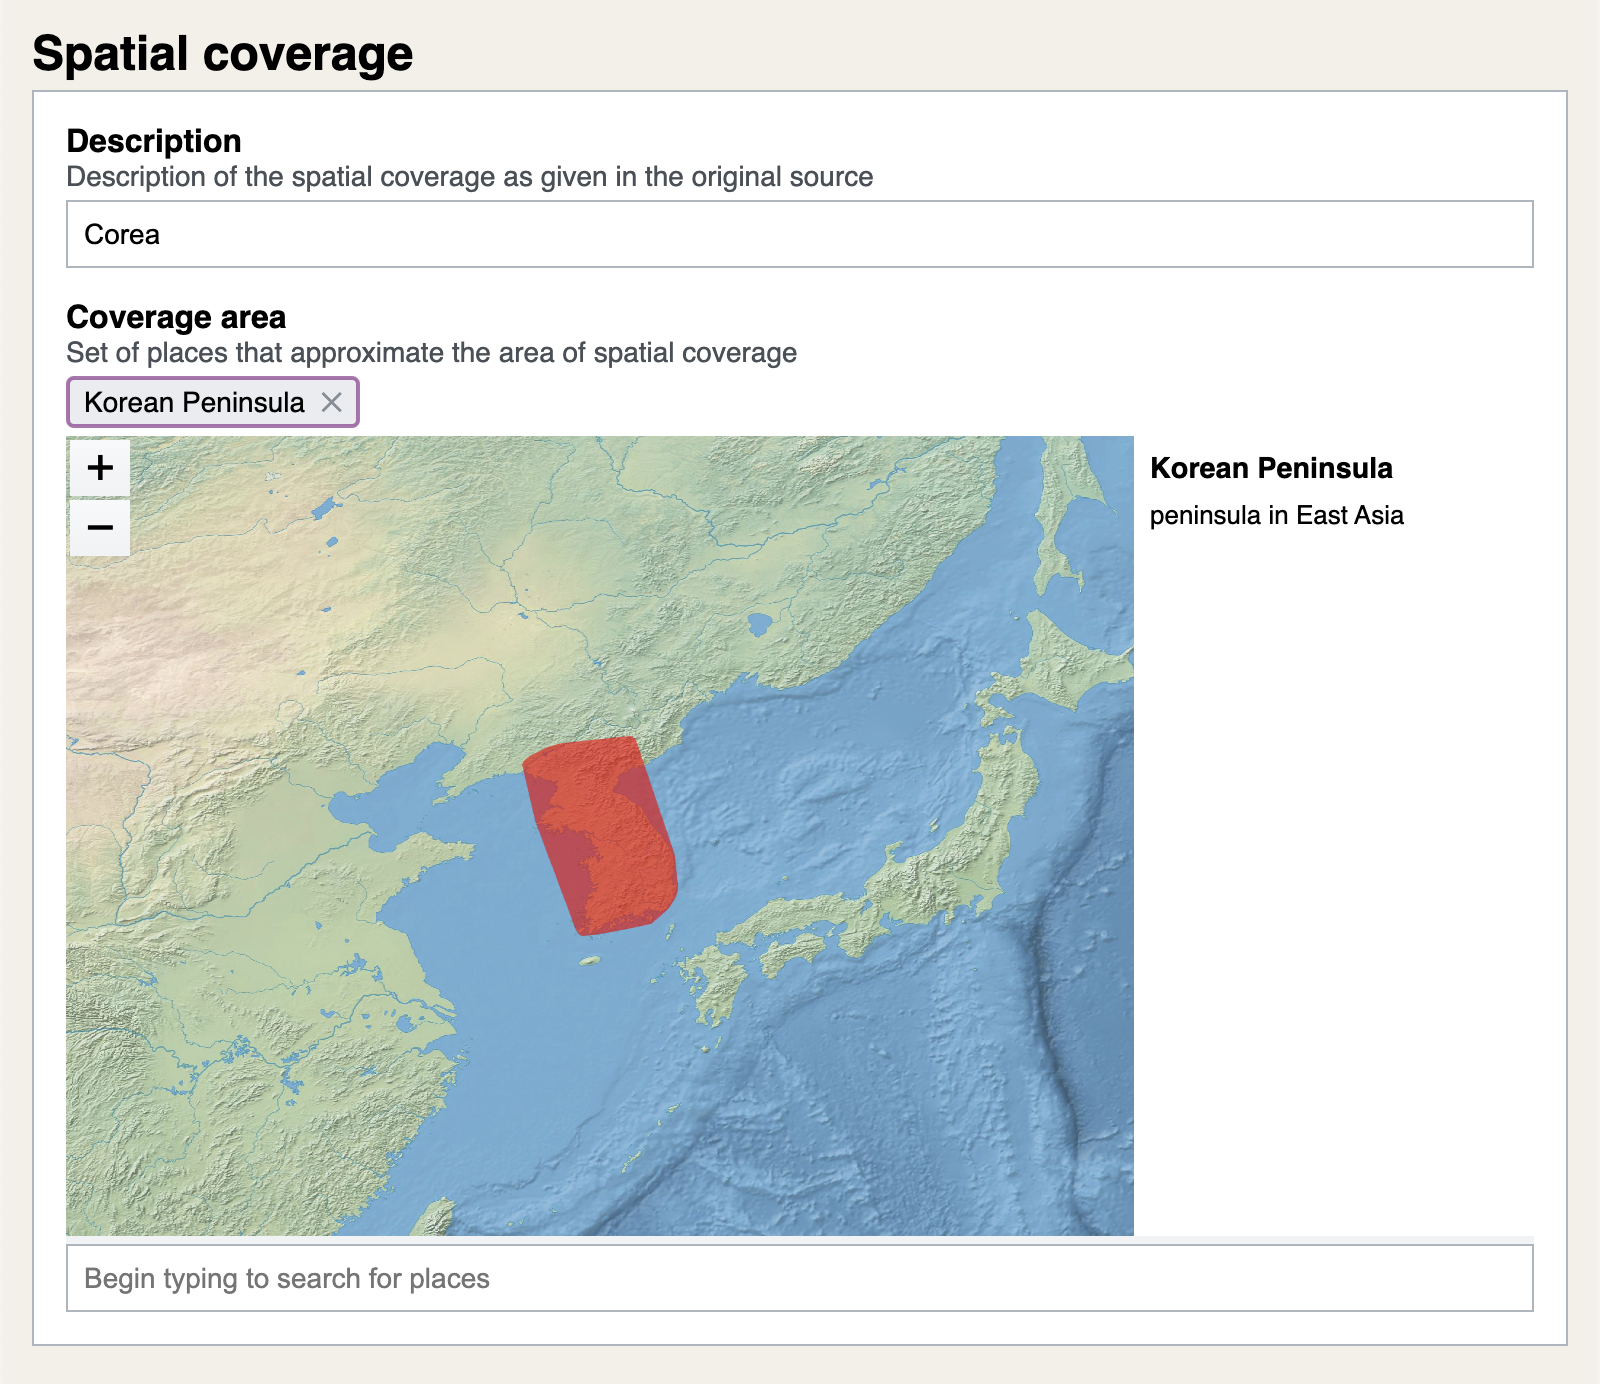 Spatial coverage
Description
Description of the spatial coverage as given in the original source
Corea
Coverage area
Set of places that approximate the area of spatial coverage
Korean Peninsula ×
+
−
Korean Peninsula
peninsula in East Asia
Begin typing to search for places